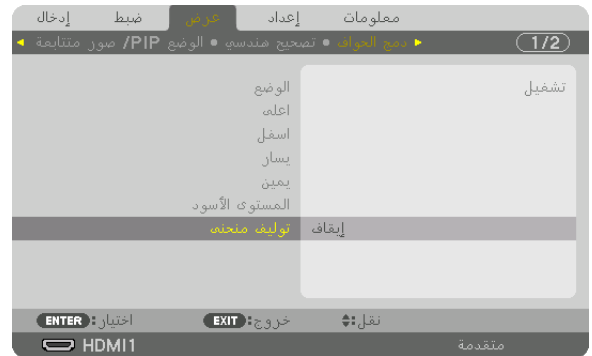 إدخال ضبط عرض إعداد معلومات
دمج الحواف • تصحيح هندسي • الوضع PIP/ صور متتابعة 1/2
الوضع تشغيل
اعلى
اسفل
يسار
يمين
المستوى الأسود
توليف منحنى إيقاف
ENTER :اختيار EXIT :خروج نقل:
HDMI1 متقدمة